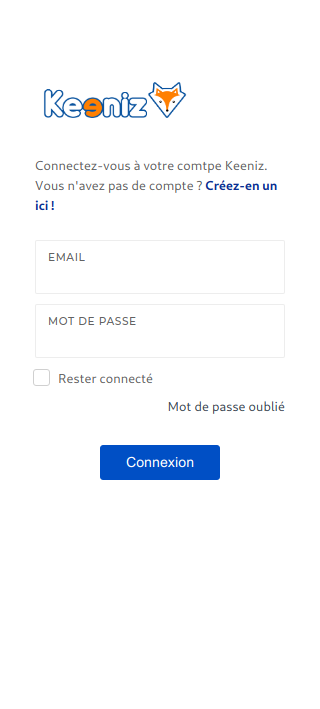 Keeniz
Connectez-vous à votre comtpe Keeniz.
Vous n'avez pas de compte ? Créez-en un
ici !
EMAIL
MOT DE PASSE
Rester connecté
Mot de passe oublié
Connexion